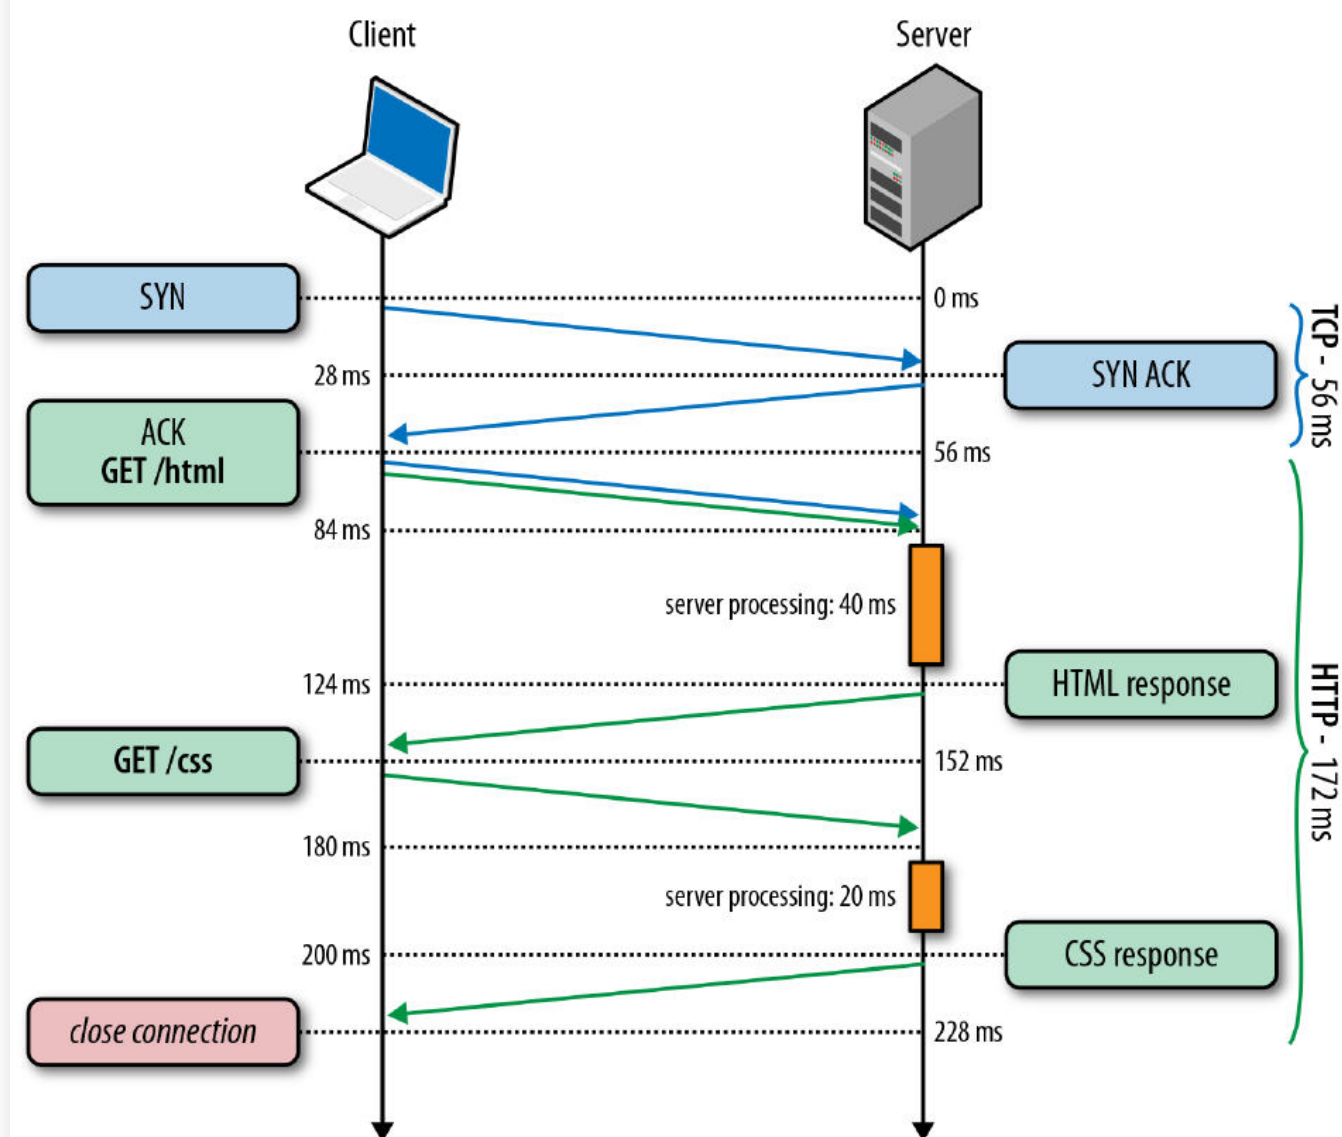 Client
Server
SYN
0 ms
TCP - 56 ms
28 ms
SYN ACK
ACK
GET /html
56 ms
84 ms
server processing: 40 ms
124 ms
HTML response
HTTP - 172 ms
GET /css
152 ms
180 ms
server processing: 20 ms
200 ms
CSS response
close connection
228 ms